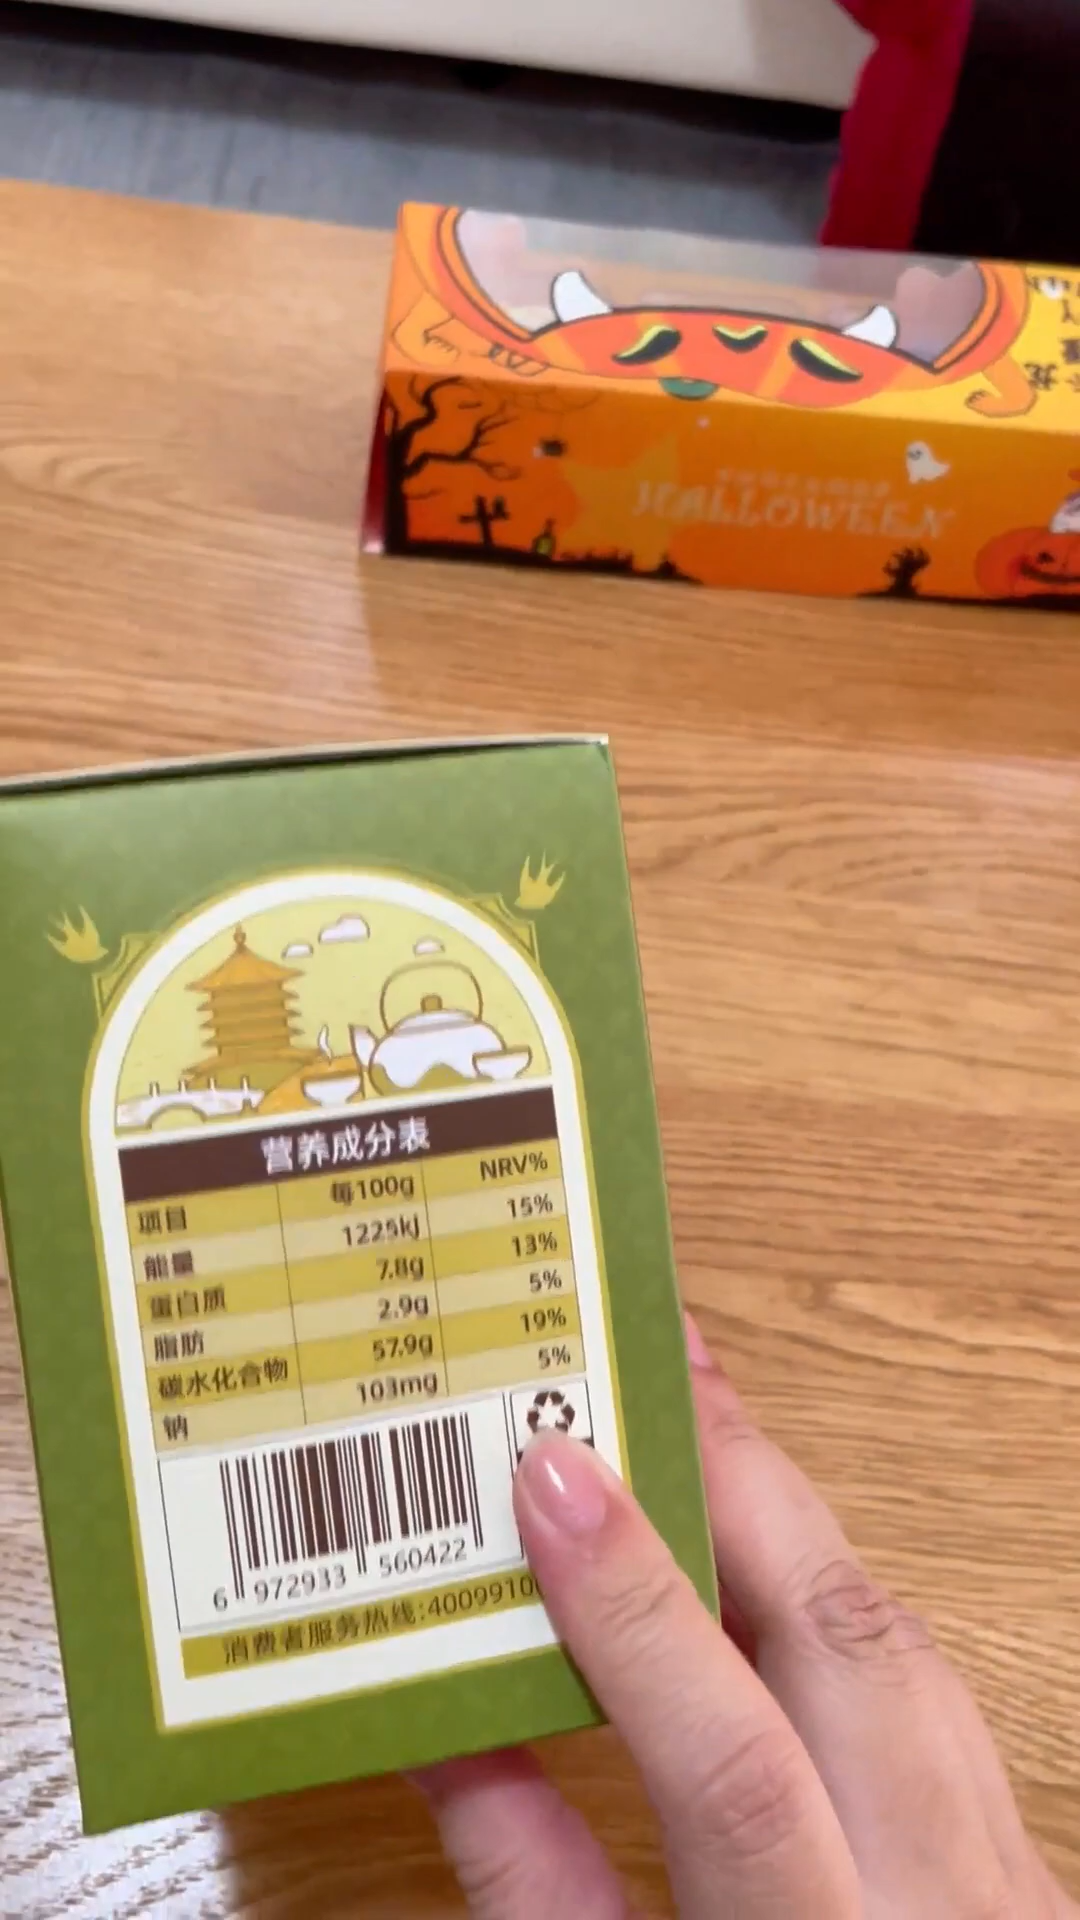 HALLOWEEN
营养成分表
项目 每100g NRV%
能量 1225kJ 15%
蛋白质 7.8g 13%
脂肪 2.9g 5%
碳水化合物 57.9g 19%
钠 103mg 5%
6 972933 560422
消费者服务热线:4009910